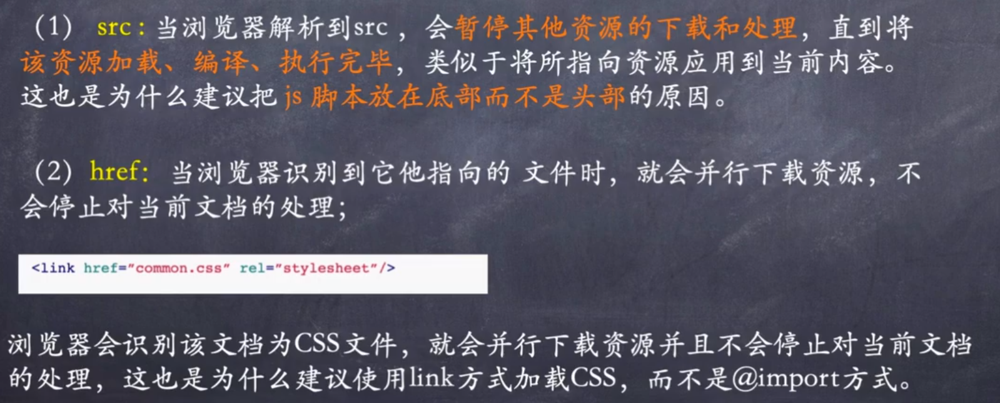 （1） src：当浏览器解析到src ，会暂停其他资源的下载和处理，直到将
该资源加载、编译、执行完毕，类似于将所指向资源应用到当前内容。
这也是为什么建议把 js 脚本放在底部而不是头部的原因。
（2）href： 当浏览器识别到它他指向的 文件时，就会并行下载资源，不
会停止对当前文档的处理；
<link href="common.css" rel="stylesheet"/>
浏览器会识别该文档为CSS文件，就会并行下载资源并且不会停止对当前文档
的处理，这也是为什么建议使用link方式加载CSS，而不是@import方式。